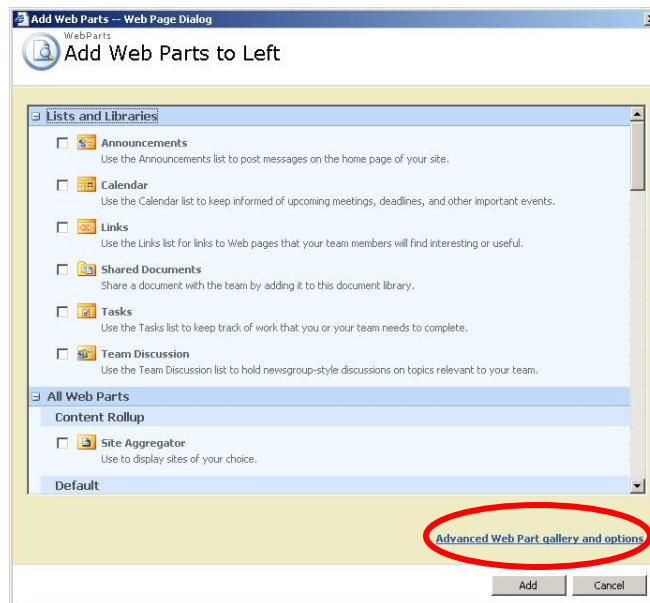 Add Web Parts -- Web Page Dialog
WebParts
Add Web Parts to Left
Lists and Libraries
Announcements
Use the Announcements list to post messages on the home page of your site.
Calendar
Use the Calendar list to keep informed of upcoming meetings, deadlines, and other important events.
Links
Use the Links list for links to Web pages that your team members will find interesting or useful.
Shared Documents
Share a document with the team by adding it to this document library.
Tasks
Use the Tasks list to keep track of work that you or your team needs to complete.
Team Discussion
Use the Team Discussion list to hold newsgroup-style discussions on topics relevant to your team.
All Web Parts
Content Rollup
Site Aggregator
Use to display sites of your choice.
Default
Advanced Web Part gallery and options
Add Cancel